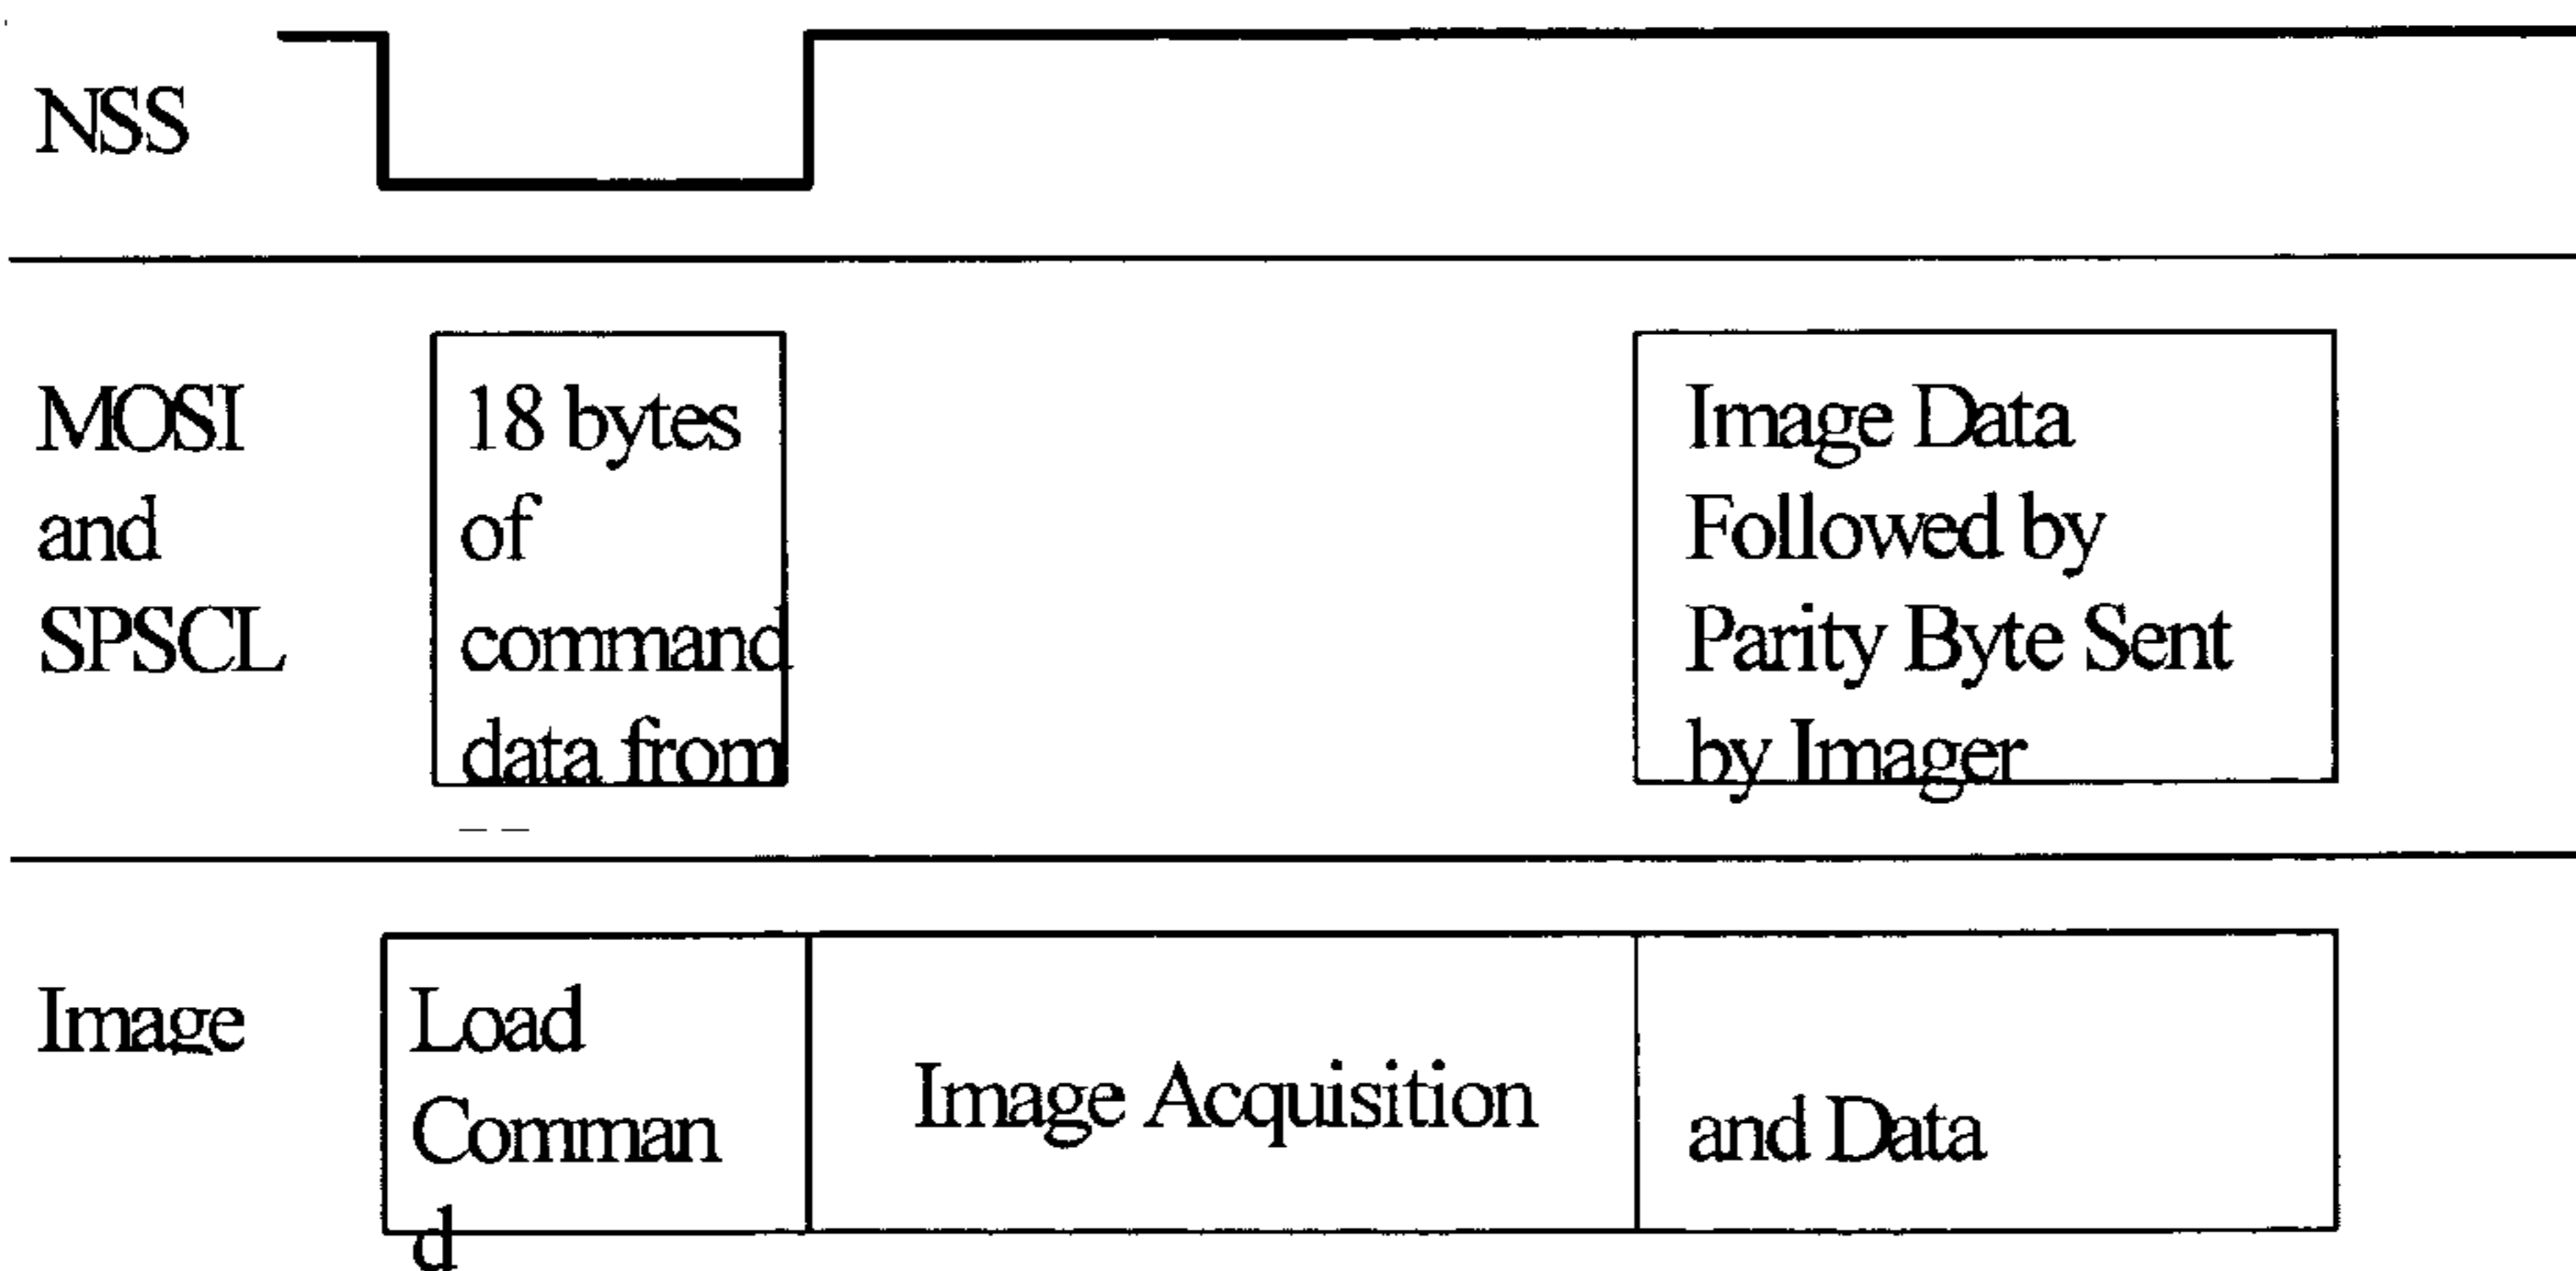 NSS
MOSI
and
SPSCL
18 bytes
of
command
data from
Image Data
Followed by
Parity Byte Sent
by Imager
Image
Load
Comman
d
Image Acquisition
and Data